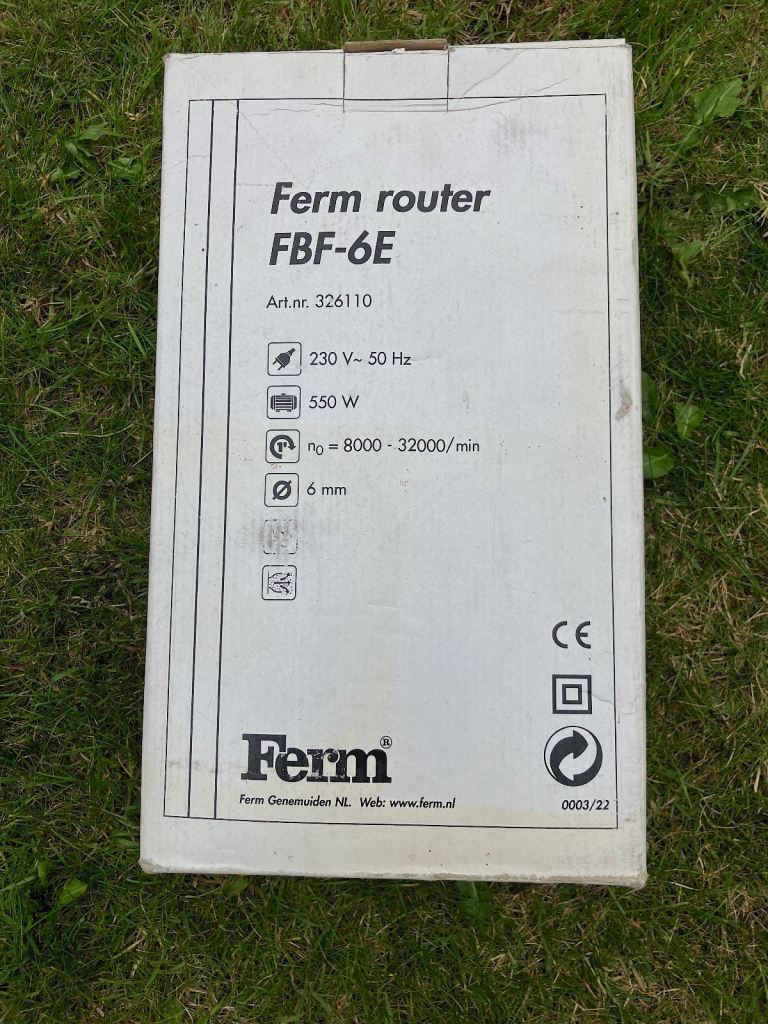 Ferm router
FBF-6E
Art.nr. 326110
230 V~ 50 Hz
550 W
n₀ = 8000 - 32000/min
6 mm
CE
Ferm®
Ferm Genemuiden NL. Web: www.ferm.nl
0003/22